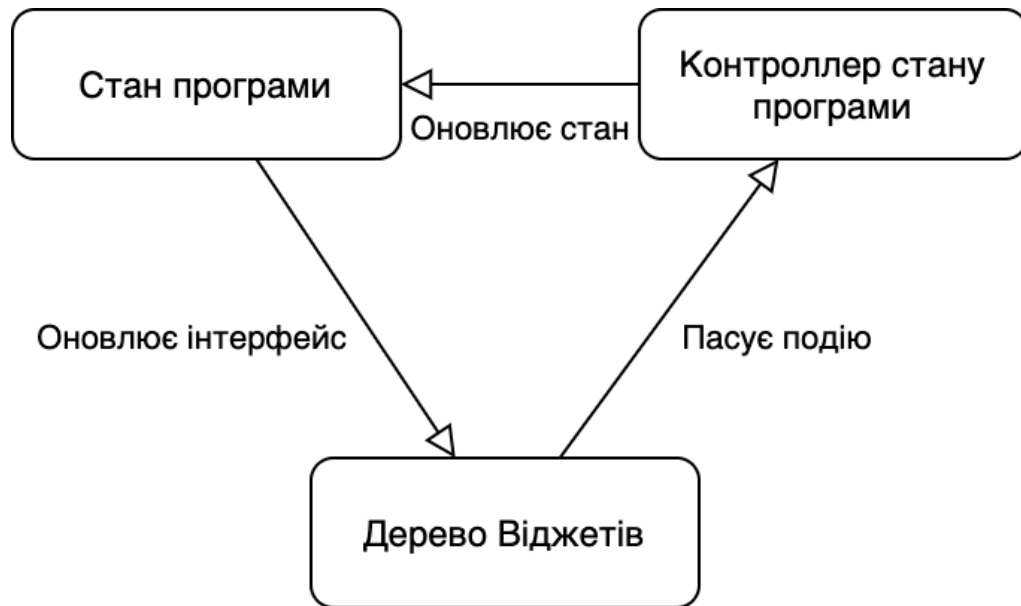 Стан програми
Контроллер стану
програми
Оновлює стан
Оновлює інтерфейс
Пасує подію
Дерево Віджетів